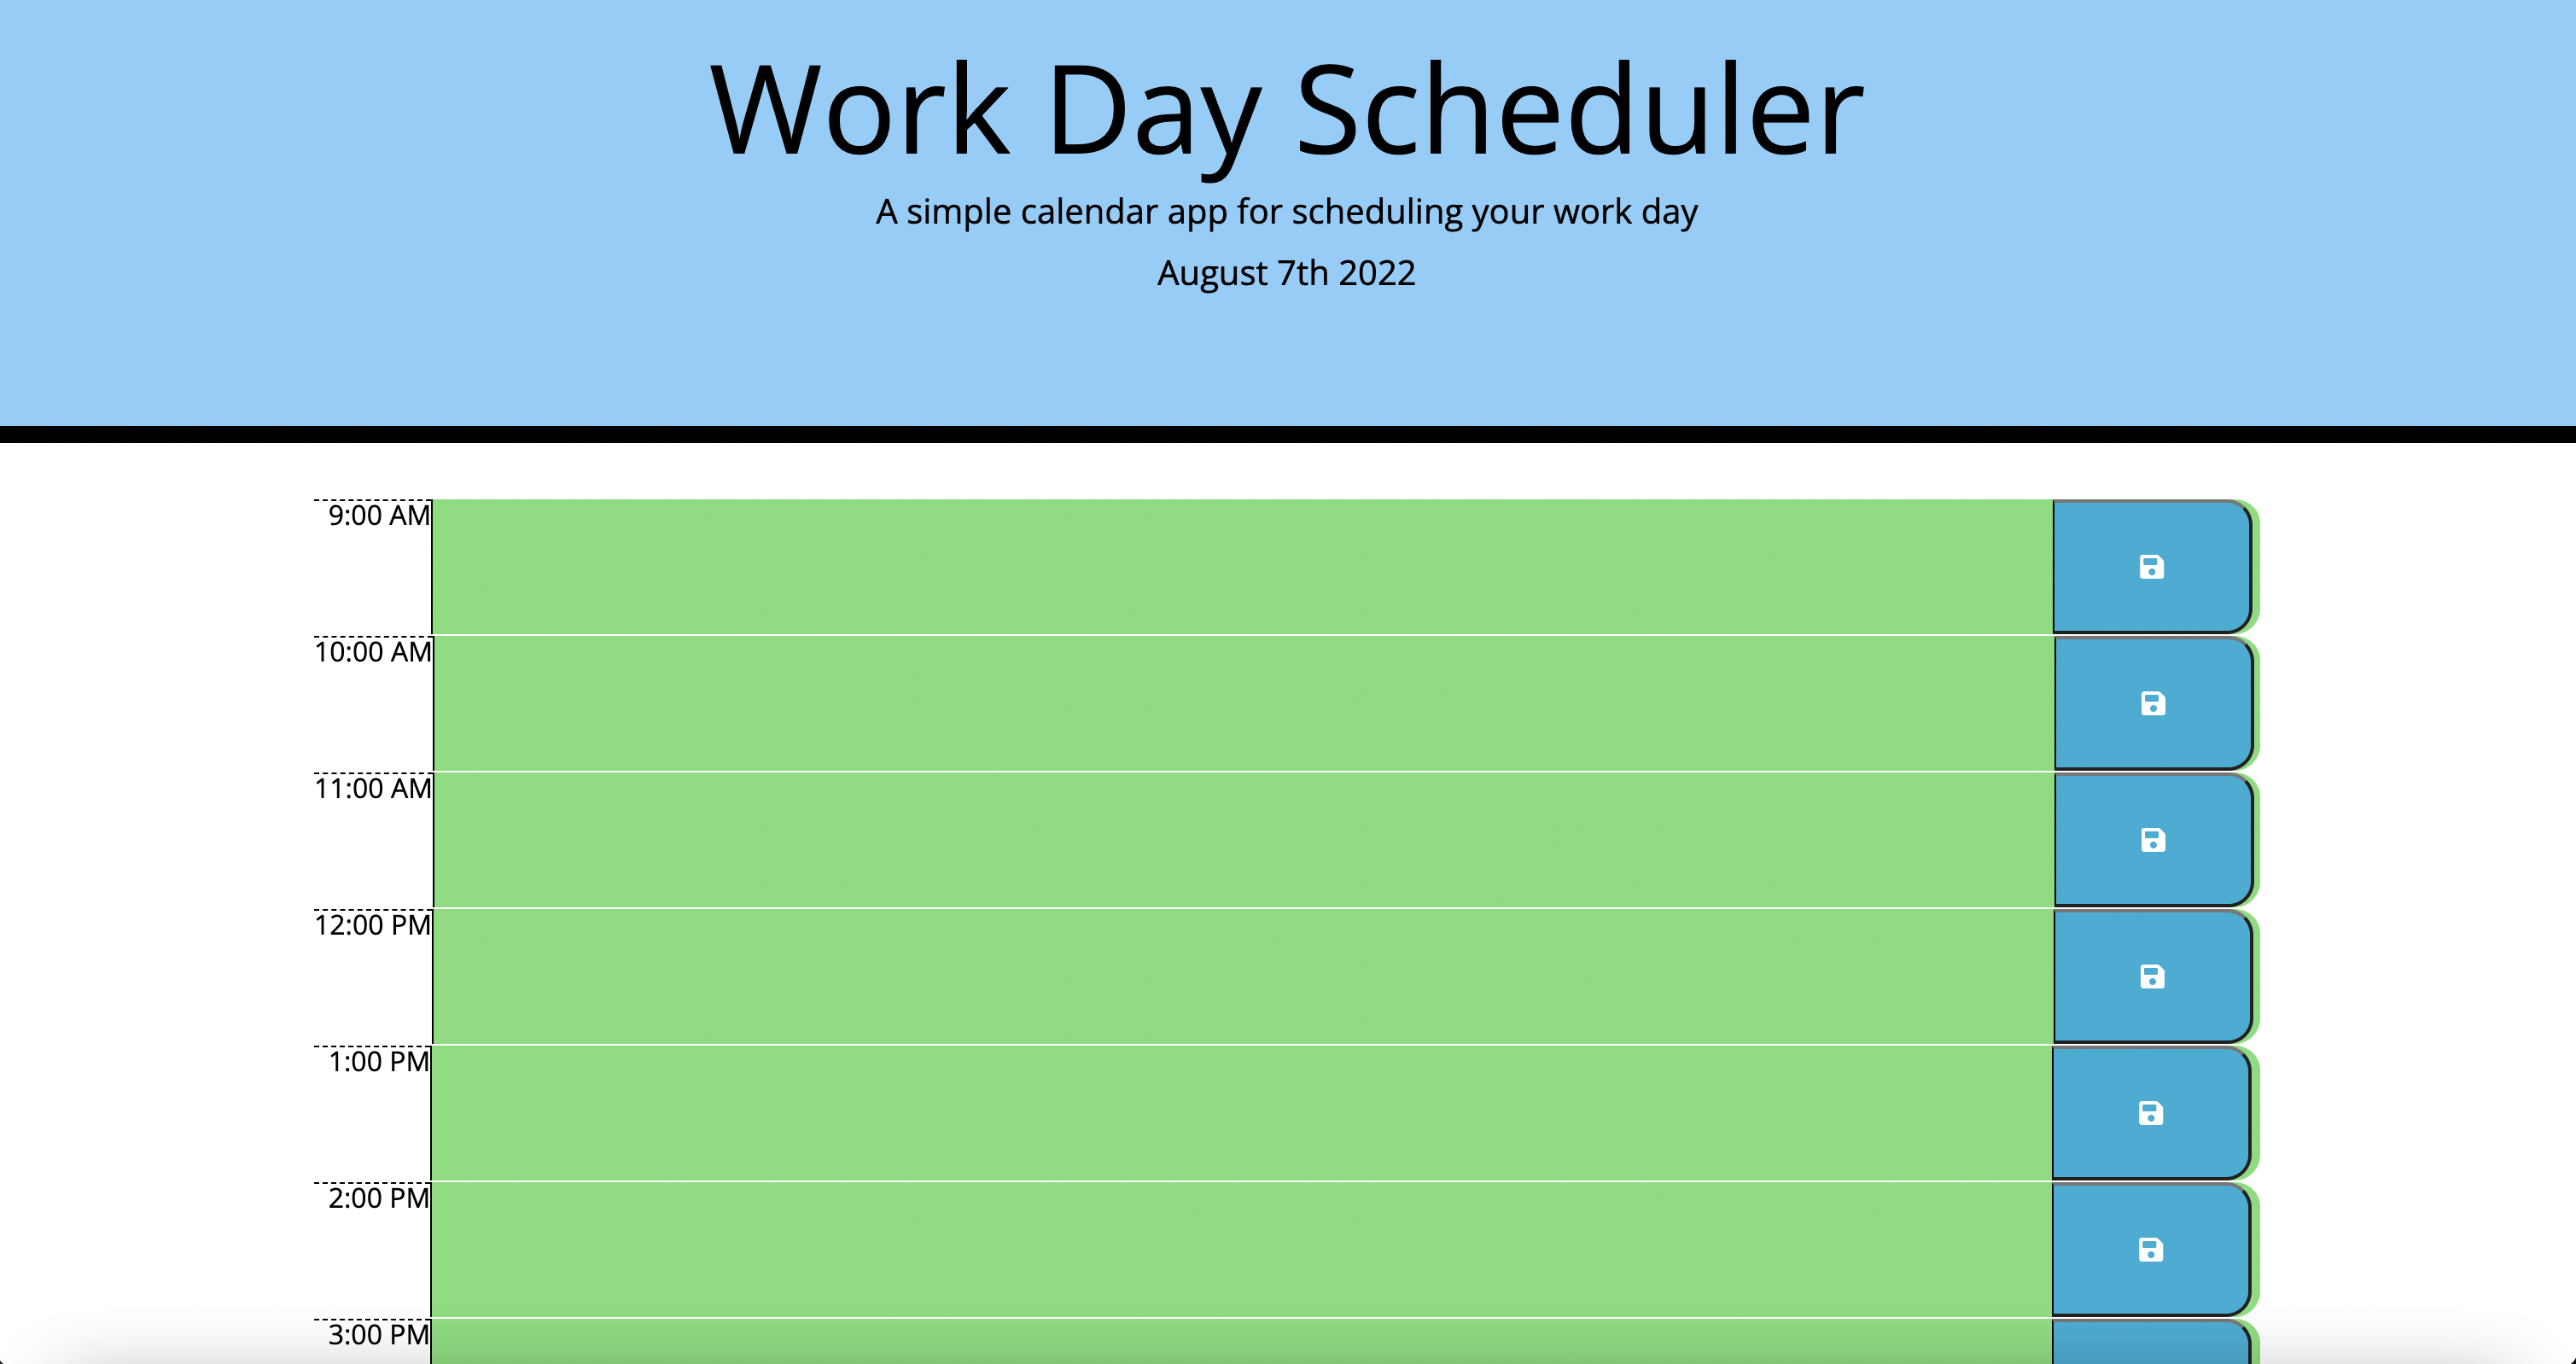 Work Day Scheduler
A simple calendar app for scheduling your work day
August 7th 2022
9:00 AM
10:00 AM
11:00 AM
12:00 PM
1:00 PM
2:00 PM
3:00 PM